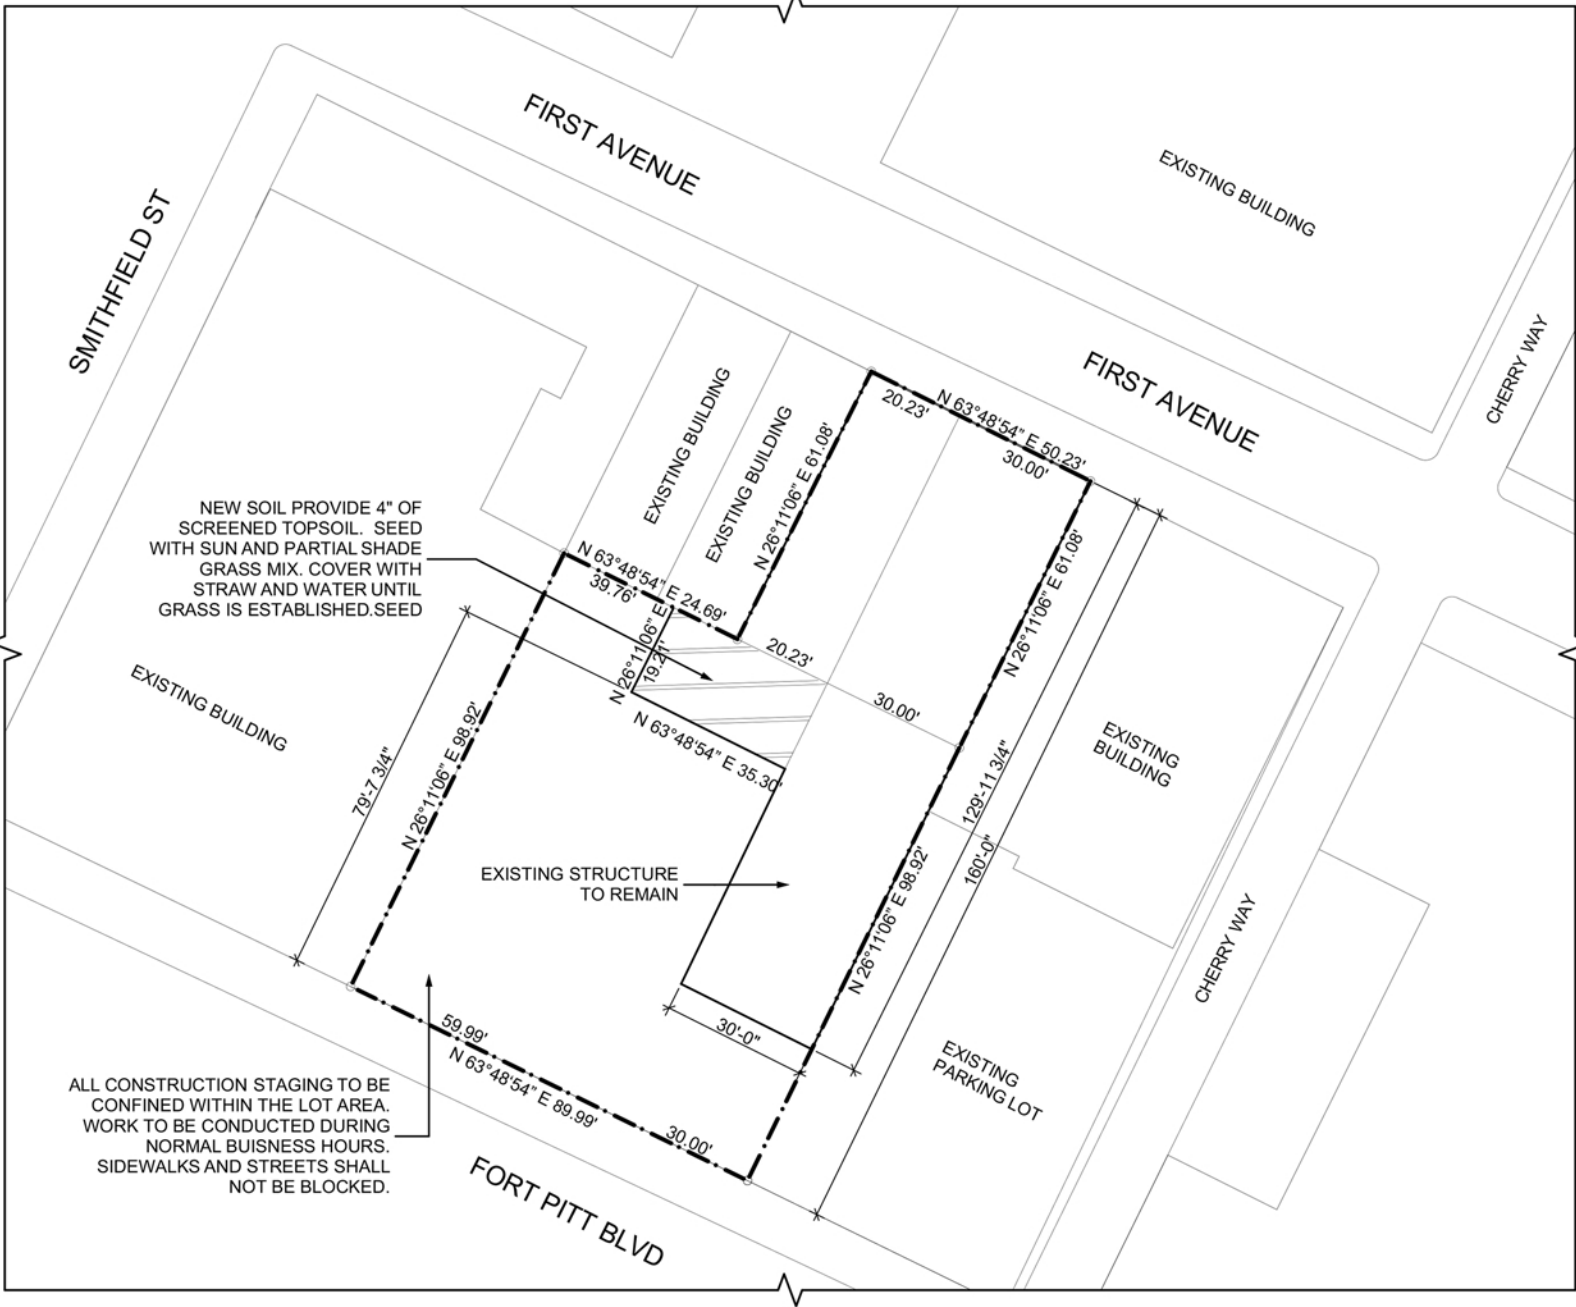 FIRST AVENUE
EXISTING BUILDING
SMITHFIELD ST
CHERRY WAY
FIRST AVENUE
EXISTING BUILDING
EXISTING BUILDING
20.23'
N 63°48'54" E 50.23'
30.00'
N 26°11'06" E 61.08'
NEW SOIL PROVIDE 4" OF
SCREENED TOPSOIL. SEED
WITH SUN AND PARTIAL SHADE
GRASS MIX. COVER WITH
STRAW AND WATER UNTIL
GRASS IS ESTABLISHED.SEED
N 63°48'54" E 24.69'
39.76'
N 26°11'06" E
19.21'
N 26°11'06" E 61.08'
20.23'
30.00'
EXISTING BUILDING
N 63°48'54" E 35.30'
79'-7 3/4"
N 26°11'06" E 98.92'
EXISTING
BUILDING
129'-11 3/4"
160'-0"
EXISTING STRUCTURE
TO REMAIN
N 26°11'06" E 98.92'
CHERRY WAY
30'-0"
59.99'
N 63°48'54" E 89.99'
30.00'
EXISTING
PARKING LOT
ALL CONSTRUCTION STAGING TO BE
CONFINED WITHIN THE LOT AREA.
WORK TO BE CONDUCTED DURING
NORMAL BUISNESS HOURS.
SIDEWALKS AND STREETS SHALL
NOT BE BLOCKED.
FORT PITT BLVD